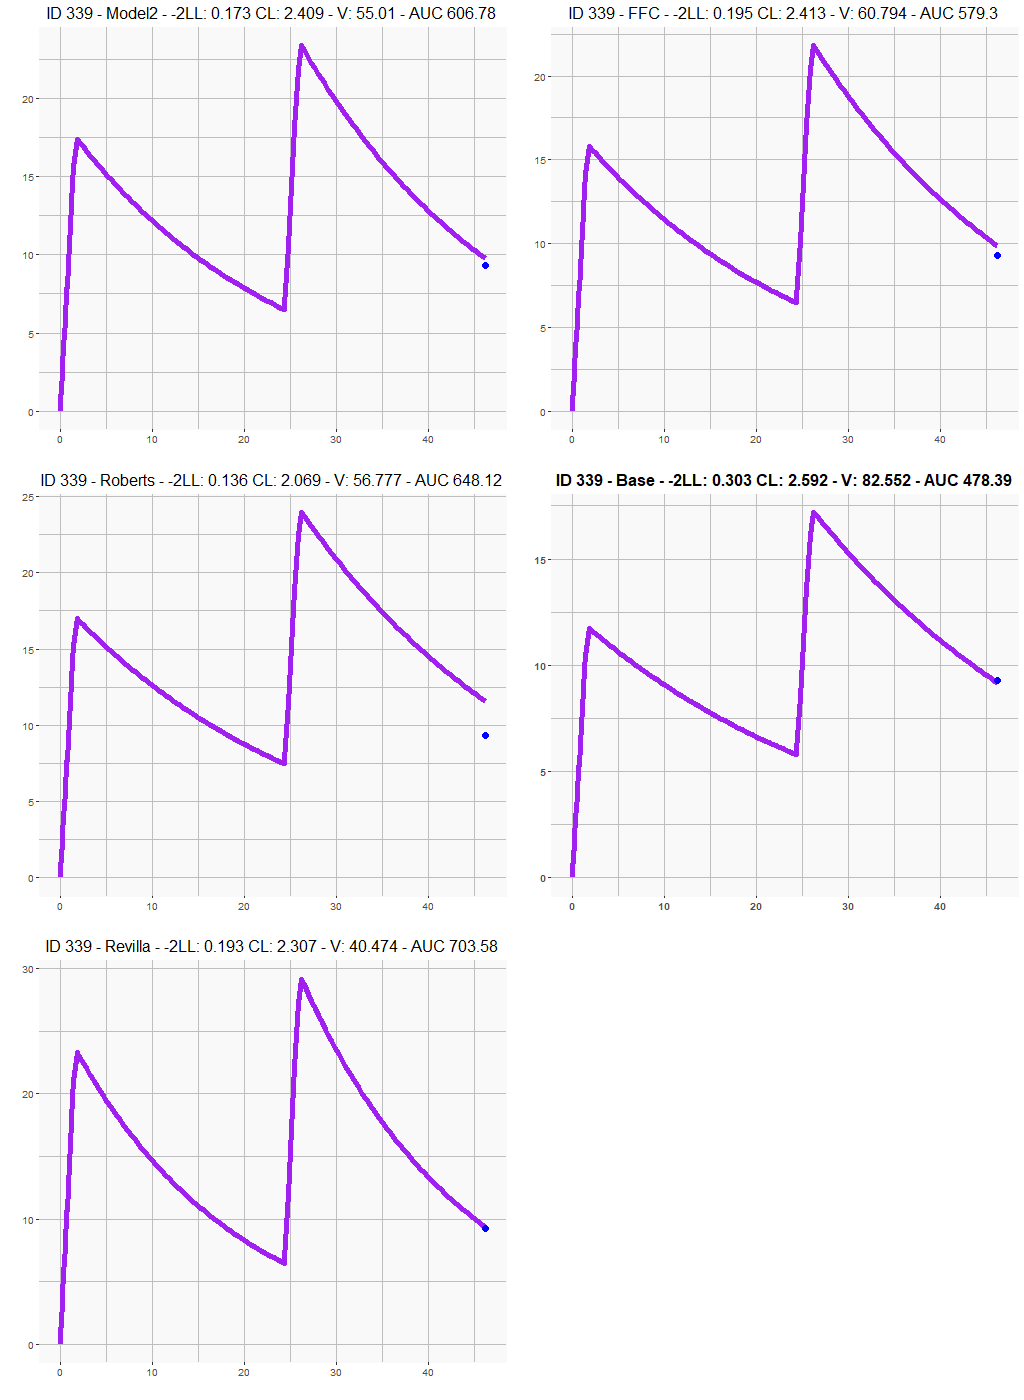 ID 339 - Model2 - -2LL: 0.173 CL: 2.409 - V: 55.01 - AUC 606.78
20
15
10
5
0
0 10 20 30 40
ID 339 - FFC - -2LL: 0.195 CL: 2.413 - V: 60.794 - AUC 579.3
20
15
10
5
0
0 10 20 30 40
ID 339 - Roberts - -2LL: 0.136 CL: 2.069 - V: 56.777 - AUC 648.12
25
20
15
10
5
0
0 10 20 30 40
ID 339 - Base - -2LL: 0.303 CL: 2.592 - V: 82.552 - AUC 478.39
15
10
5
0
0 10 20 30 40
ID 339 - Revilla - -2LL: 0.193 CL: 2.307 - V: 40.474 - AUC 703.58
30
20
10
0
0 10 20 30 40